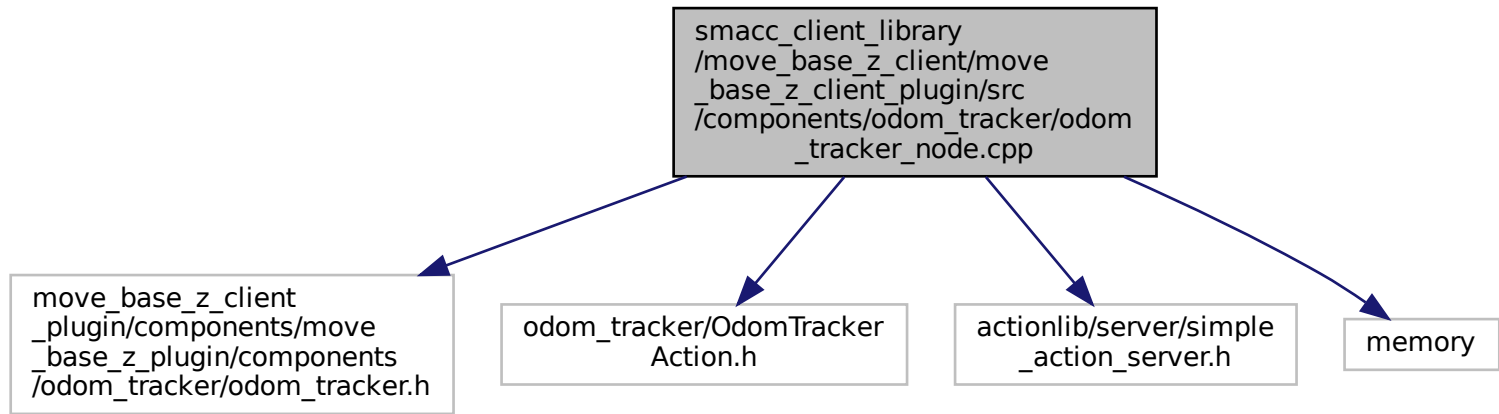 smacc_client_library
/move_base_z_client/move
_base_z_client_plugin/src
/components/odom_tracker/odom
_tracker_node.cpp
move_base_z_client
_plugin/components/move
_base_z_plugin/components
/odom_tracker/odom_tracker.h
odom_tracker/OdomTracker
Action.h
actionlib/server/simple
_action_server.h
memory